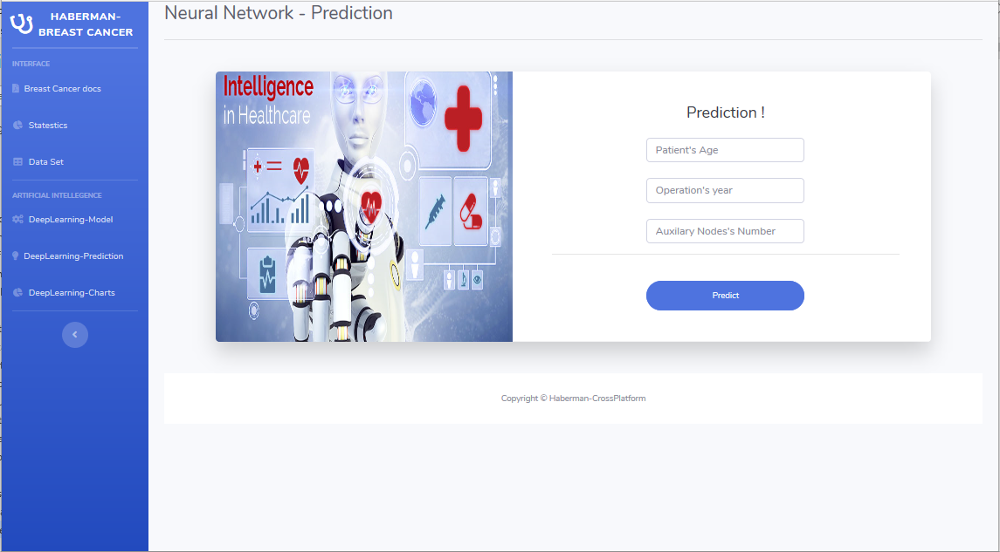 HABERMAN-
BREAST CANCER
INTERFACE
Breast Cancer docs
Statestics
Data Set
ARTIFICIAL INTELLEGENCE
DeepLearning-Model
DeepLearning-Prediction
DeepLearning-Charts
Neural Network - Prediction
Intelligence
in Healthcare
Prediction !
Patient's Age
Operation's year
Auxilary Nodes's Number
Predict
Copyright © Haberman-CrossPlatform